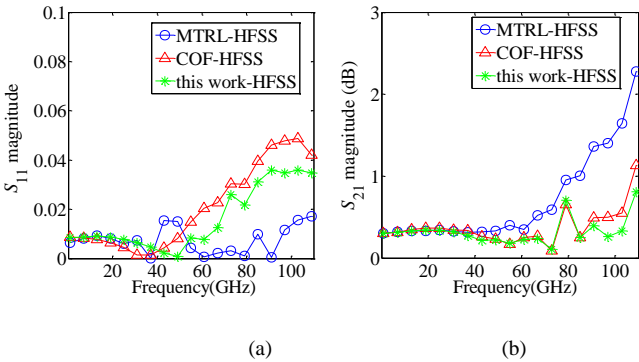 0.1
0.08
0.06
0.04
0.02
0
S11 magnitude
MTRL-HFSS
COF-HFSS
this work-HFSS
20 40 60 80 100
Frequency(GHz)
(a)
3
2
1
0
S21 magnitude (dB)
MTRL-HFSS
COF-HFSS
this work-HFSS
20 40 60 80 100
Frequency(GHz)
(b)